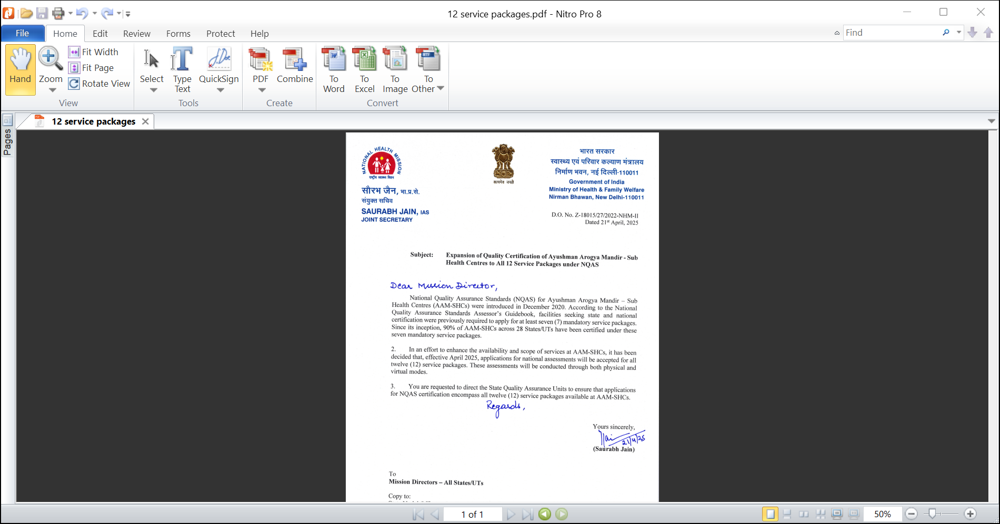 12 service packages.pdf - Nitro Pro 8
File Home Edit Review Forms Protect Help
Find
Hand
Zoom
Fit Width
Fit Page
Rotate View
View
Select
Type Text
QuickSign
Tools
PDF
Combine
Create
To Word
To Excel
To Image
To Other
Convert
Pages
12 service packages
NATIONAL HEALTH MISSION
राष्ट्रीय स्वास्थ्य मिशन
सौरभ जैन, भा.प्र.से.
संयुक्त सचिव
SAURABH JAIN, IAS
JOINT SECRETARY
सत्यमेव जयते
भारत सरकार
स्वास्थ्य एवं परिवार कल्याण मंत्रालय
निर्माण भवन, नई दिल्ली-110011
Government of India
Ministry of Health & Family Welfare
Nirman Bhawan, New Delhi-110011
D.O. No. Z-18015/27/2022-NHM-II
Dated 21st April, 2025
Subject: Expansion of Quality Certification of Ayushman Arogya Mandir - Sub
Health Centres to All 12 Service Packages under NQAS
Dear Mission Director,
National Quality Assurance Standards (NQAS) for Ayushman Arogya Mandir – Sub
Health Centres (AAM-SHCs) were introduced in December 2020. According to the National
Quality Assurance Standards Assessor's Guidebook, facilities seeking state and national
certification were previously required to apply for at least seven (7) mandatory service packages.
Since its inception, 90% of AAM-SHCs across 28 States/UTs have been certified under these
seven mandatory service packages.
2. In an effort to enhance the availability and scope of services at AAM-SHCs, it has been
decided that, effective April 2025, applications for national assessments will be accepted for all
twelve (12) service packages. These assessments will be conducted through both physical and
virtual modes.
3. You are requested to direct the State Quality Assurance Units to ensure that applications
for NQAS certification encompass all twelve (12) service packages available at AAM-SHCs.
Regards,
Yours sincerely,
21/4/25
(Saurabh Jain)
To
Mission Directors – All States/UTs
Copy to:
1 of 1
50%